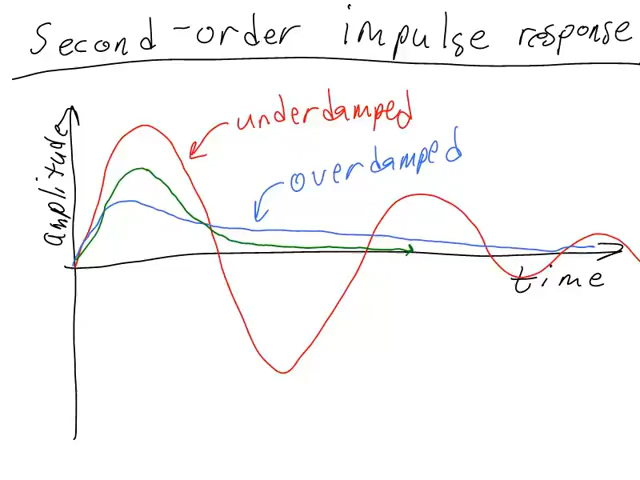 Second-order impulse response
underdamped
overdamped
amplitude
time